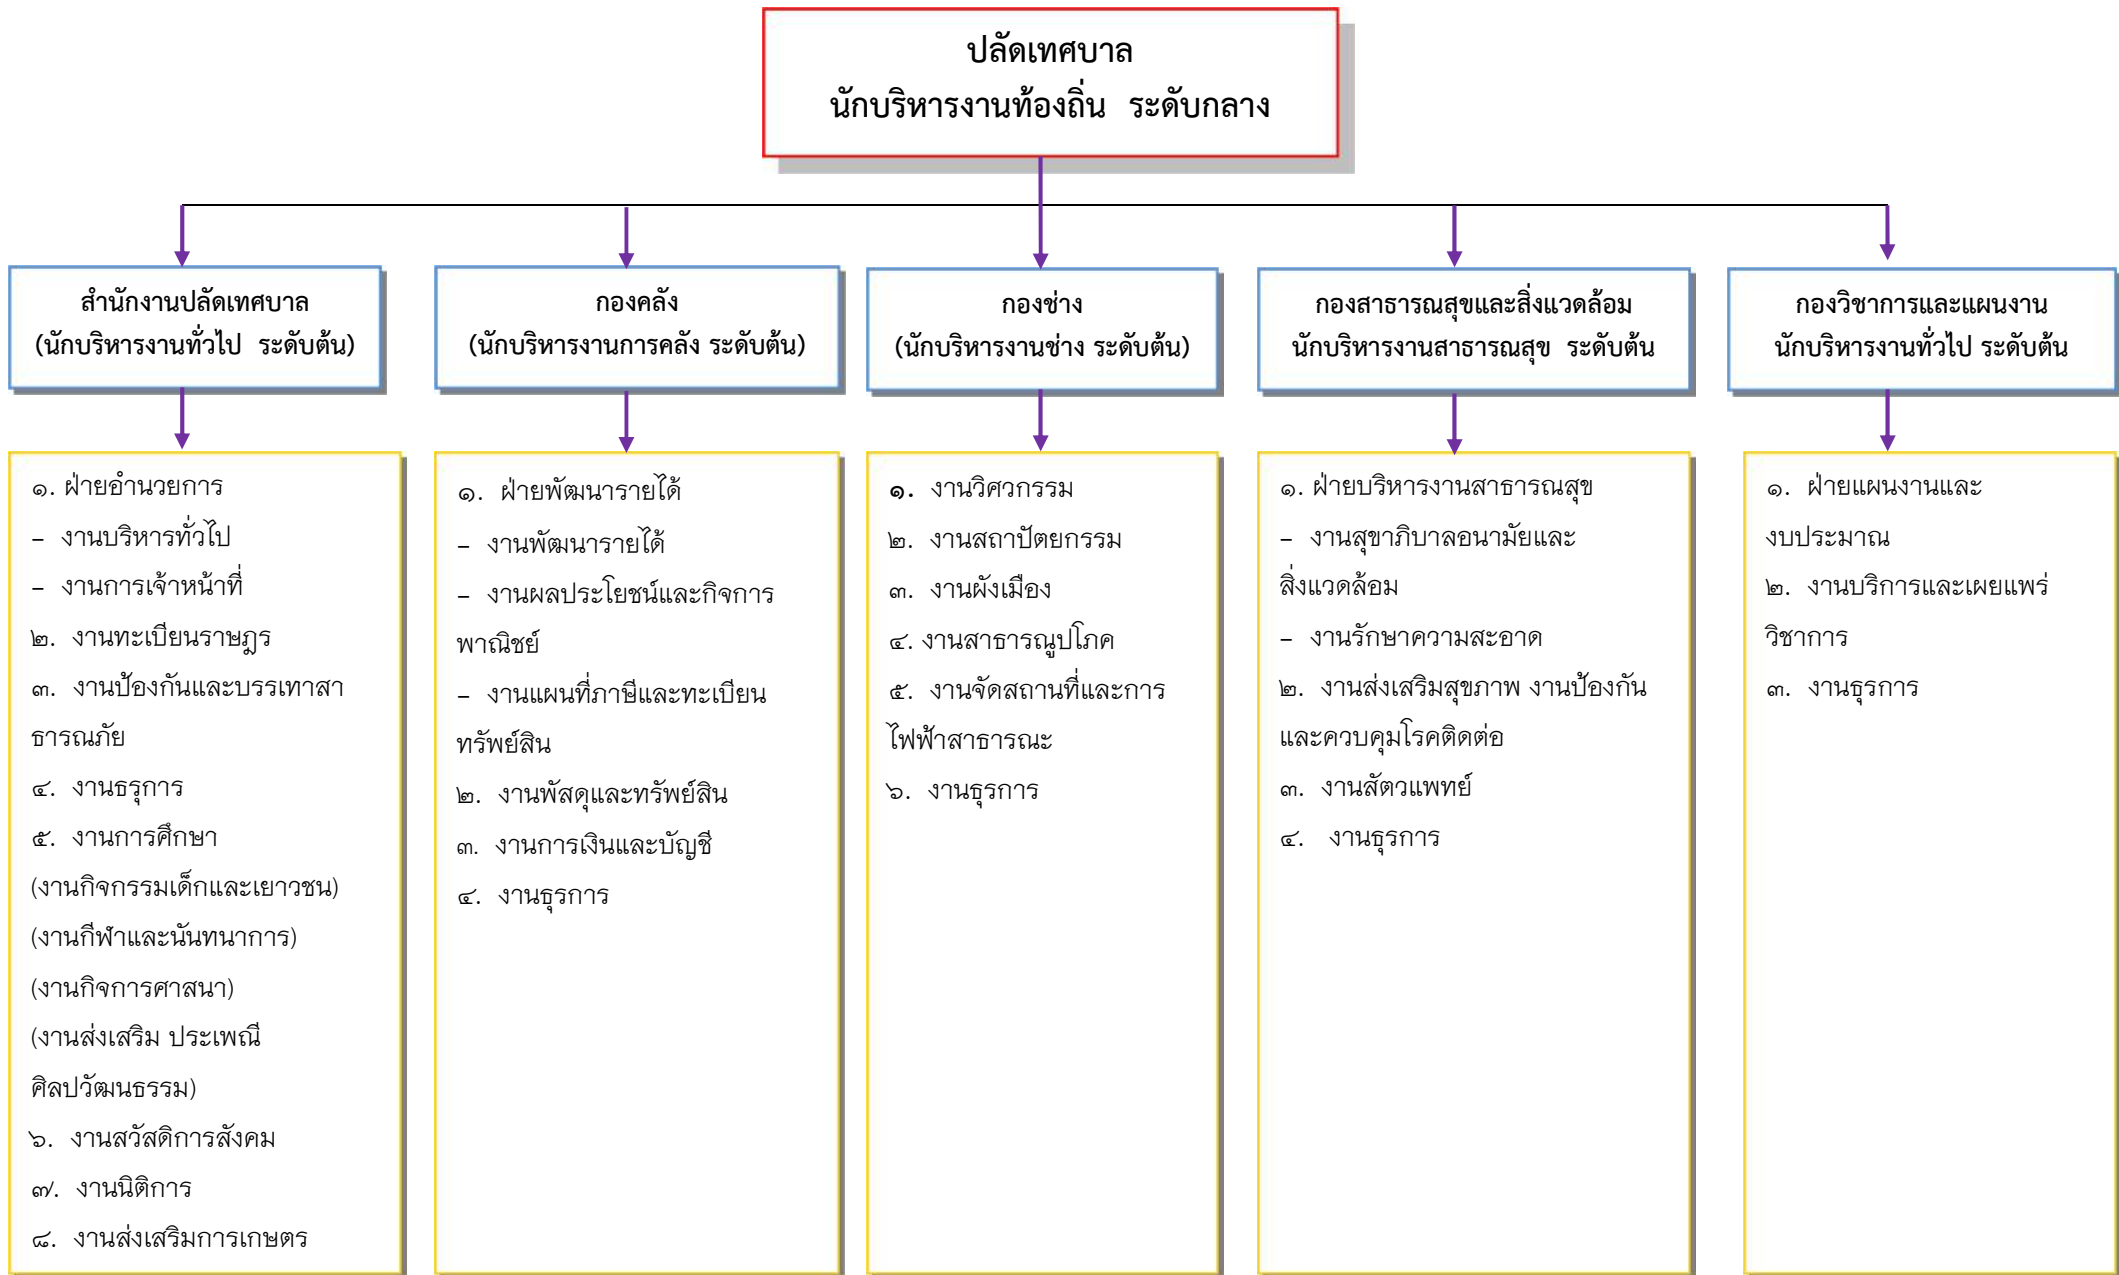 ปลัดเทศบาล
นักบริหารงานท้องถิ่น ระดับกลาง
สำนักงานปลัดเทศบาล
(นักบริหารงานทั่วไป ระดับต้น)
กองคลัง
(นักบริหารงานการคลัง ระดับต้น)
กองช่าง
(นักบริหารงานช่าง ระดับต้น)
กองสาธารณสุขและสิ่งแวดล้อม
นักบริหารงานสาธารณสุข ระดับต้น
กองวิชาการและแผนงาน
นักบริหารงานทั่วไป ระดับต้น
๑. ฝ่ายอำนวยการ
- งานบริหารทั่วไป
- งานการเจ้าหน้าที่
๒. งานทะเบียนราษฎร
๓. งานป้องกันและบรรเทาสา
ธารณภัย
๔. งานธรุการ
๕. งานการศึกษา
(งานกิจกรรมเด็กและเยาวชน)
(งานกีฬาและนันทนาการ)
(งานกิจการศาสนา)
(งานส่งเสริม ประเพณี
ศิลปวัฒนธรรม)
๖. งานสวัสดิการสังคม
๗. งานนิติการ
๘. งานส่งเสริมการเกษตร
๑. ฝ่ายพัฒนารายได้
- งานพัฒนารายได้
- งานผลประโยชน์และกิจการ
พาณิชย์
- งานแผนที่ภาษีและทะเบียน
ทรัพย์สิน
๒. งานพัสดุและทรัพย์สิน
๓. งานการเงินและบัญชี
๔. งานธุรการ
๑. งานวิศวกรรม
๒. งานสถาปัตยกรรม
๓. งานผังเมือง
๔. งานสาธารณูปโภค
๕. งานจัดสถานที่และการ
ไฟฟ้าสาธารณะ
๖. งานธุรการ
๑. ฝ่ายบริหารงานสาธารณสุข
- งานสุขาภิบาลอนามัยและ
สิ่งแวดล้อม
- งานรักษาความสะอาด
๒. งานส่งเสริมสุขภาพ งานป้องกัน
และควบคุมโรคติดต่อ
๓. งานสัตวแพทย์
๔. งานธุรการ
๑. ฝ่ายแผนงานและ
งบประมาณ
๒. งานบริการและเผยแพร่
วิชาการ
๓. งานธุรการ